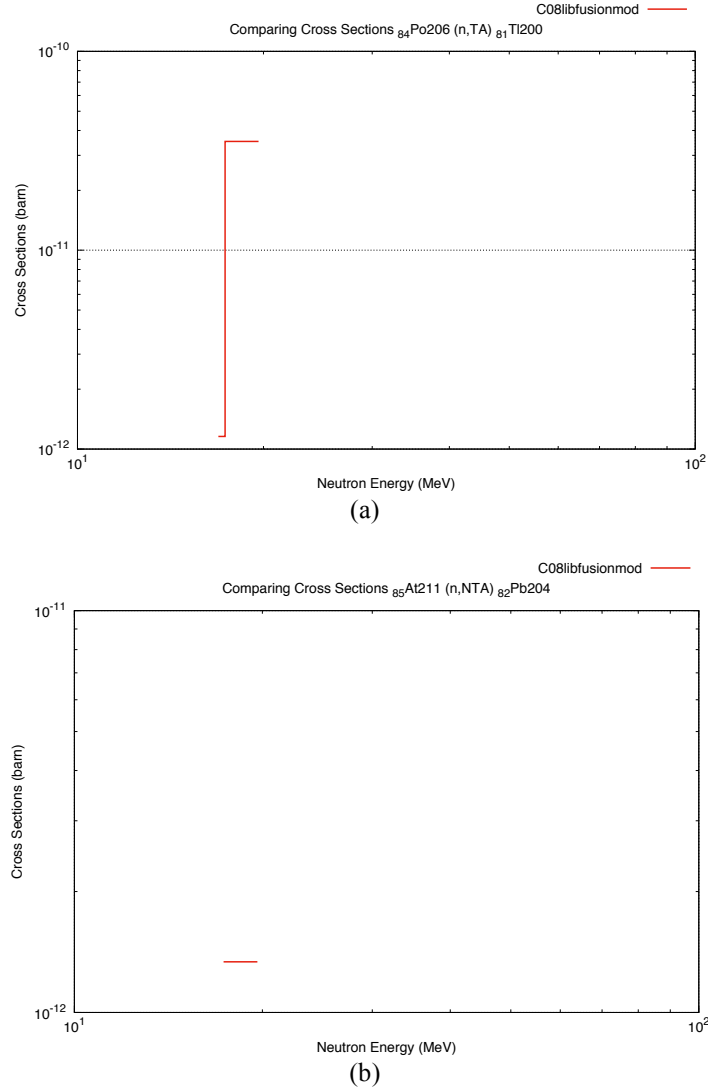 C08libfusionmod
Comparing Cross Sections ₈₄Po206 (n,TA) ₈₁Tl200
10⁻¹⁰
10⁻¹¹
10⁻¹²
Cross Sections (barn)
10¹
10²
Neutron Energy (MeV)
(a)
C08libfusionmod
Comparing Cross Sections ₈₅At211 (n,NTA) ₈₂Pb204
10⁻¹¹
10⁻¹²
Cross Sections (barn)
10¹
10²
Neutron Energy (MeV)
(b)